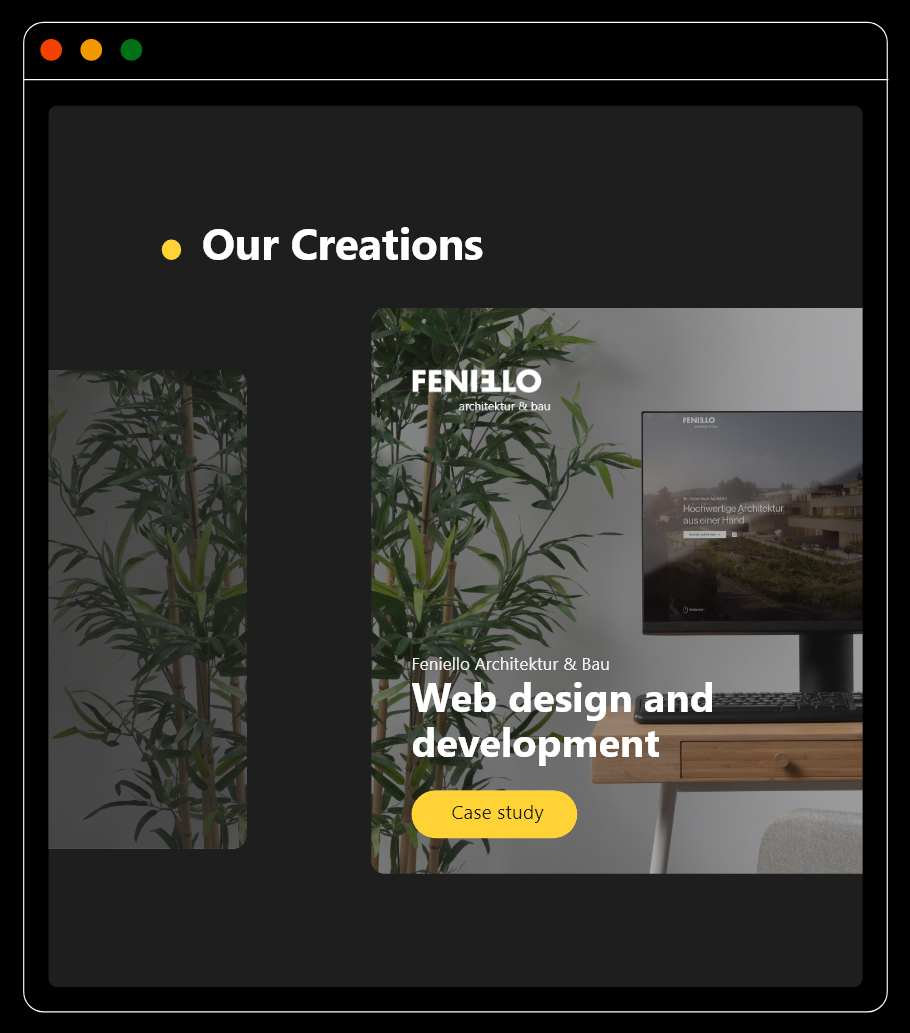 Our Creations
FENIELLO
architektur & bau
FENIELLO
Hochwertige Architektur
aus einer Hand
Feniello Architektur & Bau
Web design and
development
Case study